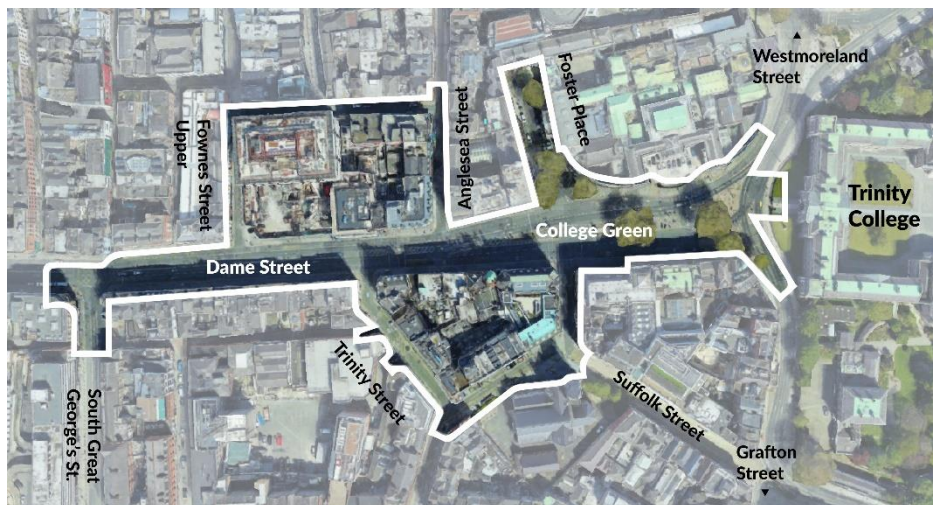 Westmoreland
Street
Foster Place
Anglesea Street
Fownes Street
Upper
Trinity
College
College Green
Dame Street
Trinity Street
Suffolk Street
South Great
George's St.
Grafton
Street